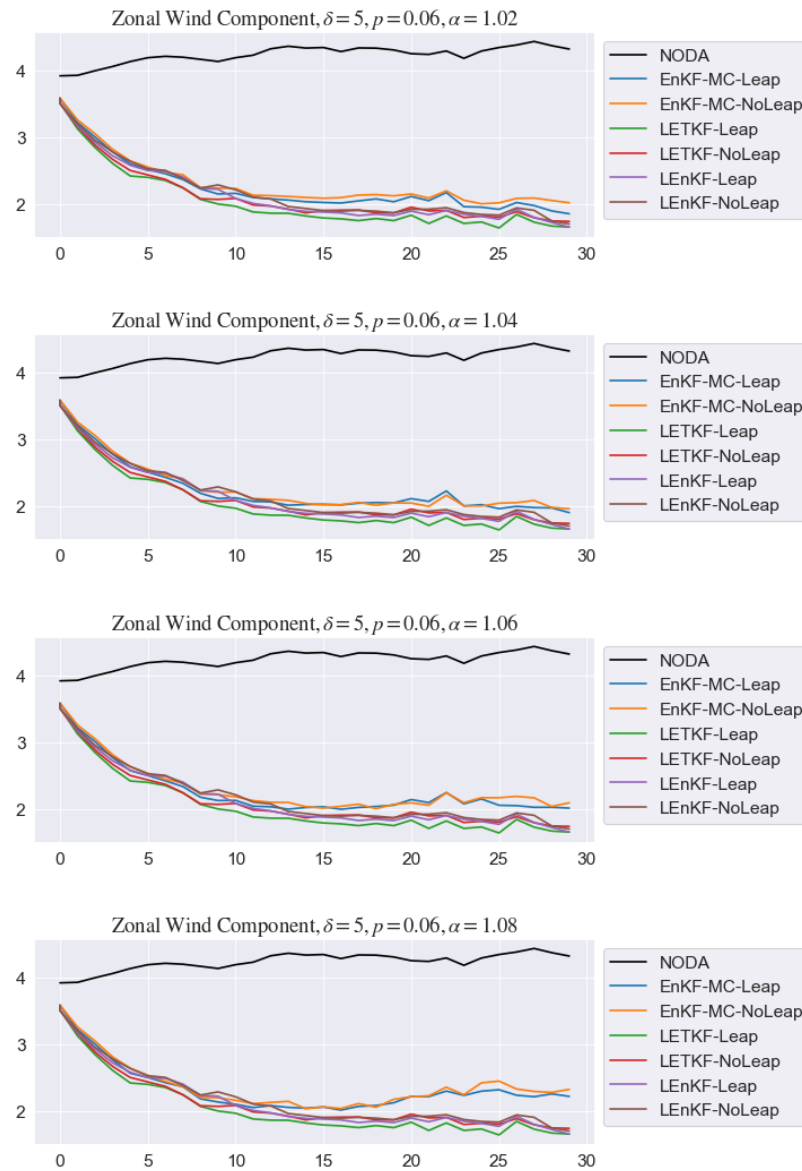 Zonal Wind Component, δ = 5, p = 0.06, α = 1.02
4
3
2
0 5 10 15 20 25 30
NODA
EnKF-MC-Leap
EnKF-MC-NoLeap
LETKF-Leap
LETKF-NoLeap
LEnKF-Leap
LEnKF-NoLeap
Zonal Wind Component, δ = 5, p = 0.06, α = 1.04
4
3
2
0 5 10 15 20 25 30
NODA
EnKF-MC-Leap
EnKF-MC-NoLeap
LETKF-Leap
LETKF-NoLeap
LEnKF-Leap
LEnKF-NoLeap
Zonal Wind Component, δ = 5, p = 0.06, α = 1.06
4
3
2
0 5 10 15 20 25 30
NODA
EnKF-MC-Leap
EnKF-MC-NoLeap
LETKF-Leap
LETKF-NoLeap
LEnKF-Leap
LEnKF-NoLeap
Zonal Wind Component, δ = 5, p = 0.06, α = 1.08
4
3
2
0 5 10 15 20 25 30
NODA
EnKF-MC-Leap
EnKF-MC-NoLeap
LETKF-Leap
LETKF-NoLeap
LEnKF-Leap
LEnKF-NoLeap